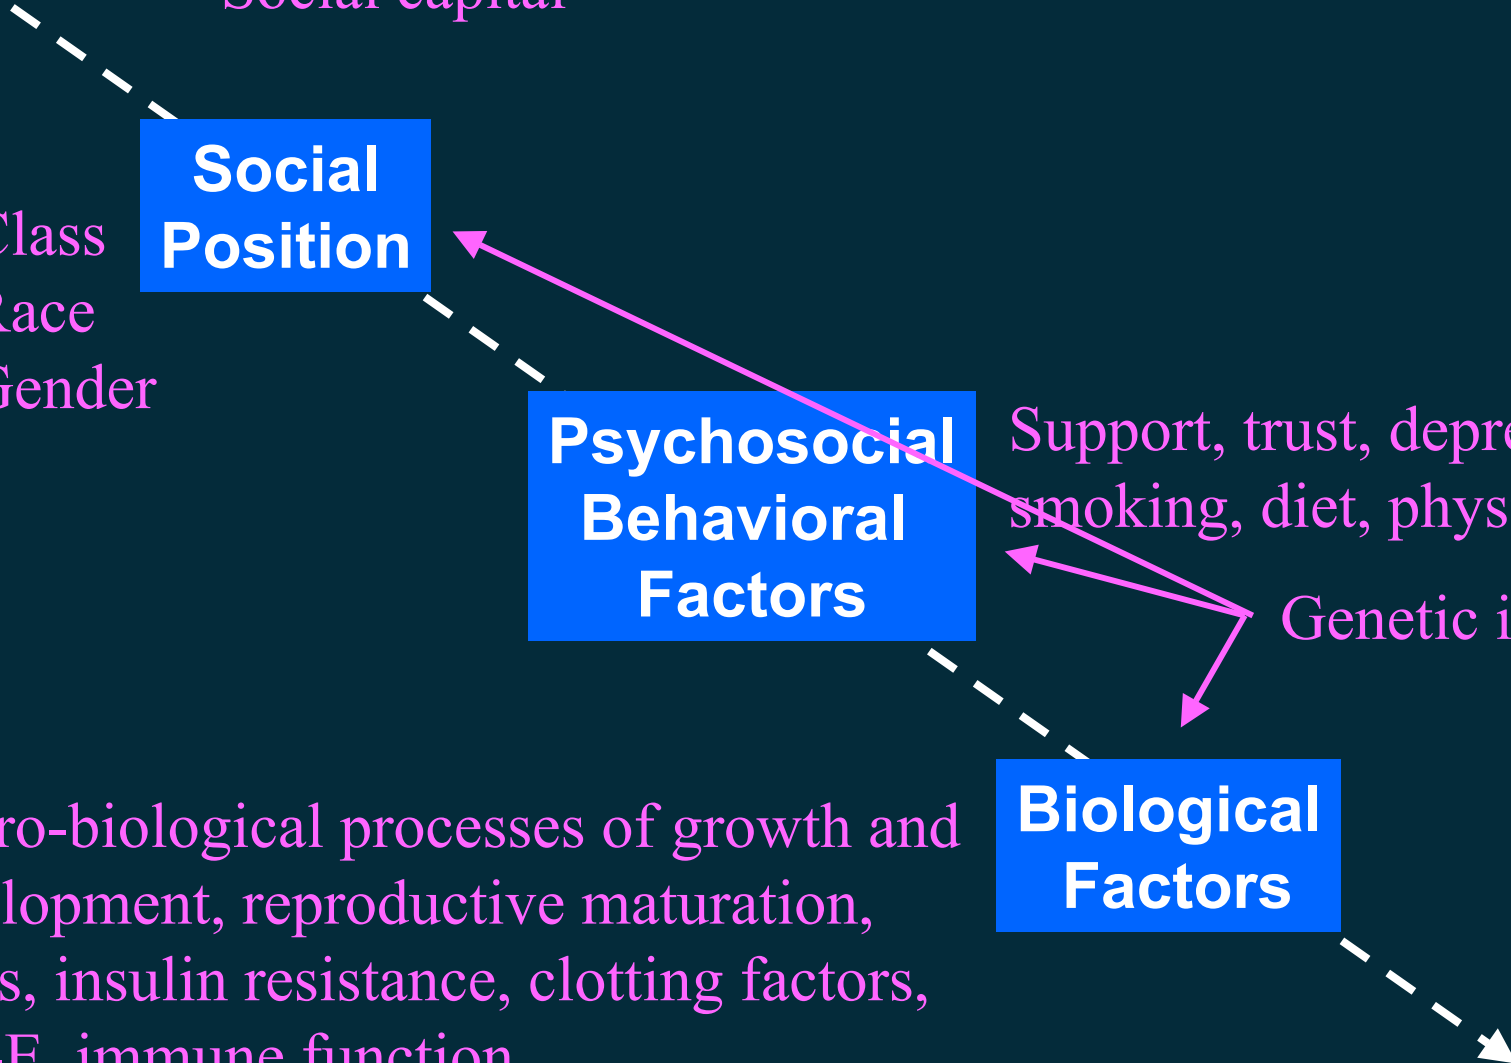 Social capital
Social
Position
Class
Race
Gender
Psychosocial
Behavioral
Factors
Support, trust, depre
smoking, diet, phys
Genetic i
Biological
Factors
ro-biological processes of growth and
lopment, reproductive maturation,
s, insulin resistance, clotting factors,
immune function